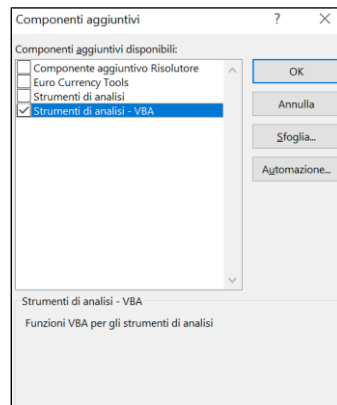 Componenti aggiuntivi ? ×
Componenti aggiuntivi disponibili:
Componente aggiuntivo Risolutore
Euro Currency Tools
Strumenti di analisi
Strumenti di analisi - VBA
OK
Annulla
Sfoglia...
Automazione...
Strumenti di analisi - VBA
Funzioni VBA per gli strumenti di analisi